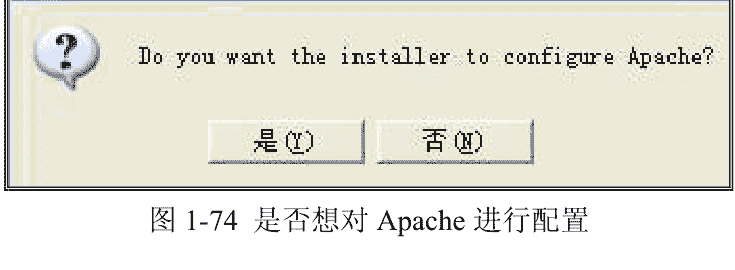 ?
Do you want the installer to configure Apache?
是(Y) 否(N)
图 1-74 是否想对 Apache 进行配置